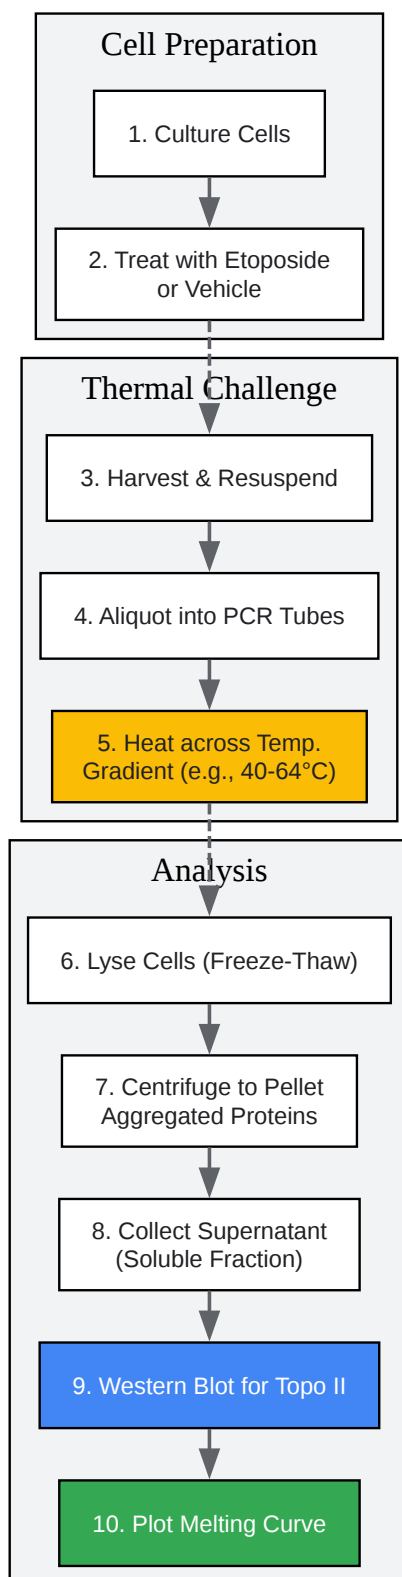 Cell Preparation
1. Culture Cells
2. Treat with Etoposide
or Vehicle
Thermal Challenge
3. Harvest & Resuspend
4. Aliquot into PCR Tubes
5. Heat across Temp.
Gradient (e.g., 40-64°C)
Analysis
6. Lyse Cells (Freeze-Thaw)
7. Centrifuge to Pellet
Aggregated Proteins
8. Collect Supernatant
(Soluble Fraction)
9. Western Blot for Topo II
10. Plot Melting Curve